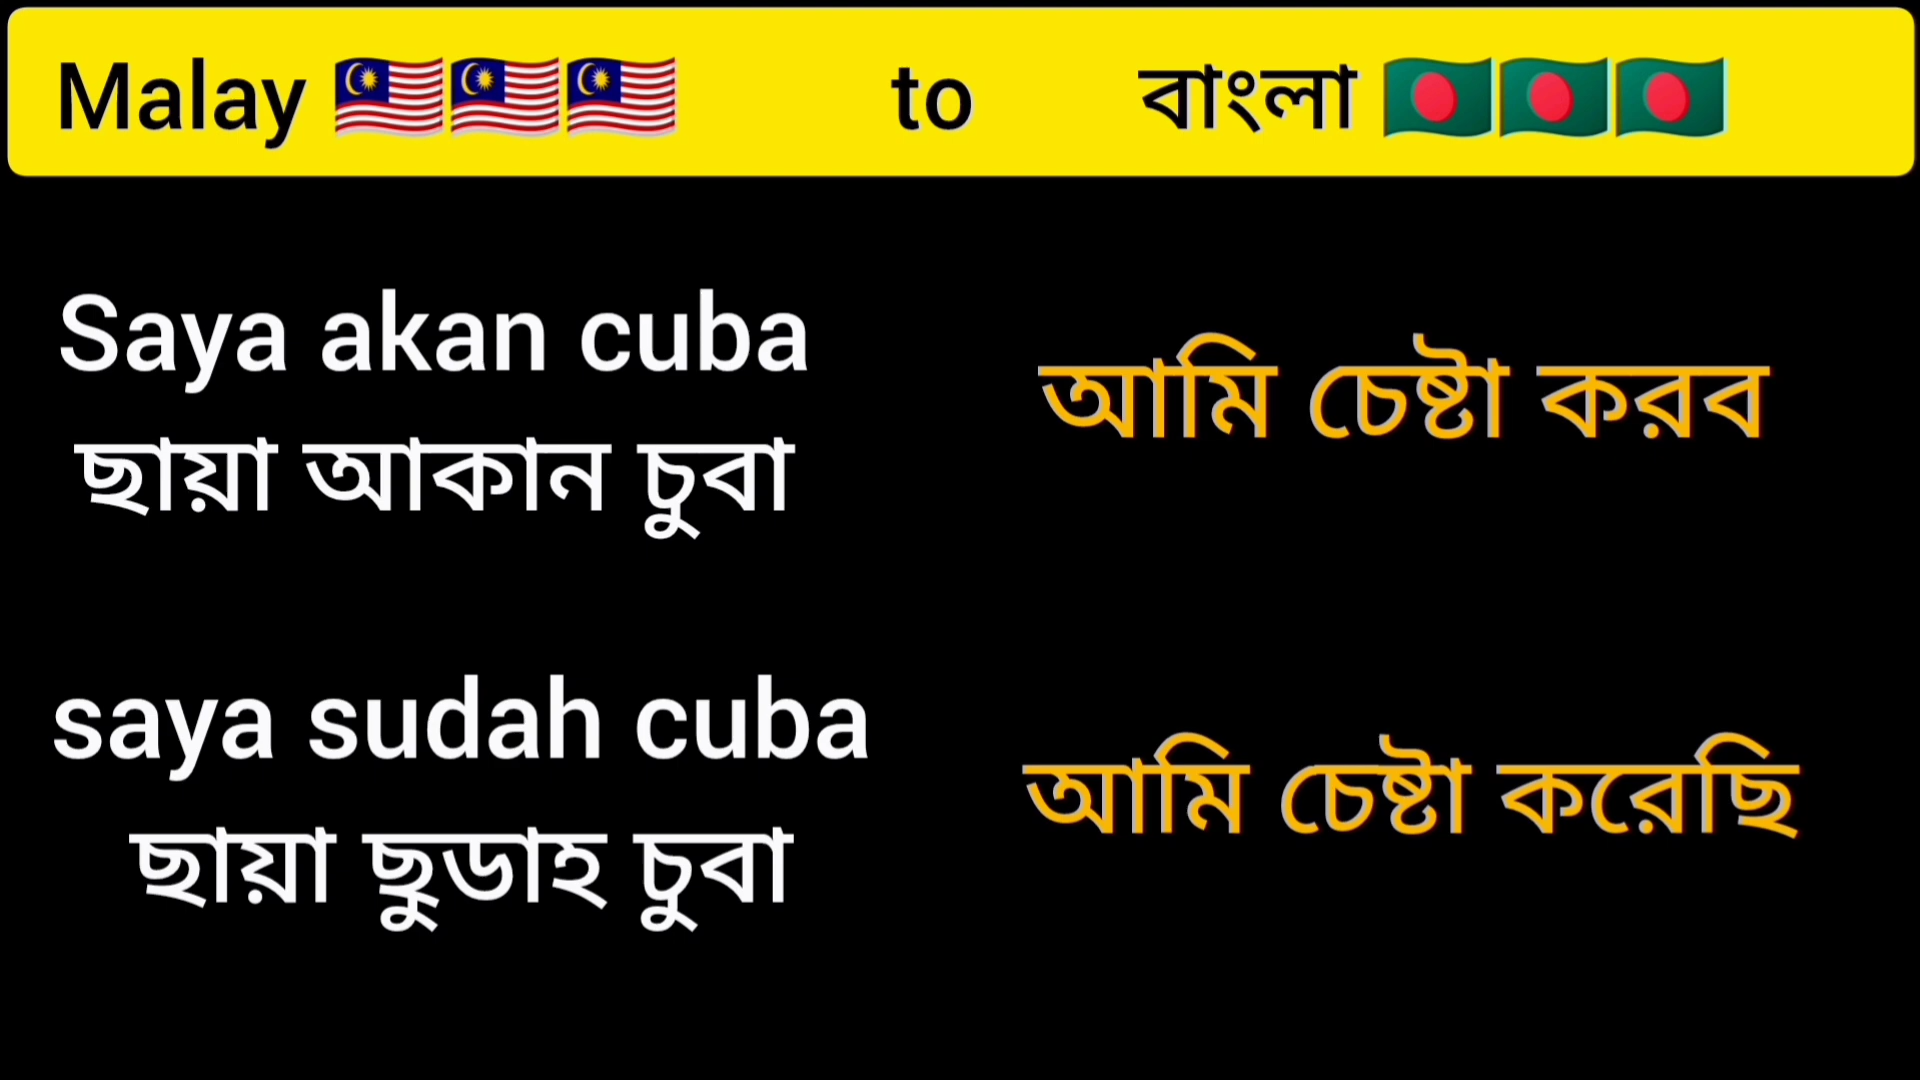 Malay 🇲🇾🇲🇾🇲🇾 to বাংলা 🇧🇩🇧🇩🇧🇩
Saya akan cuba
ছায়া আকান চুবা
আমি চেষ্টা করব
saya sudah cuba
ছায়া ছুডাহ চুবা
আমি চেষ্টা করেছি